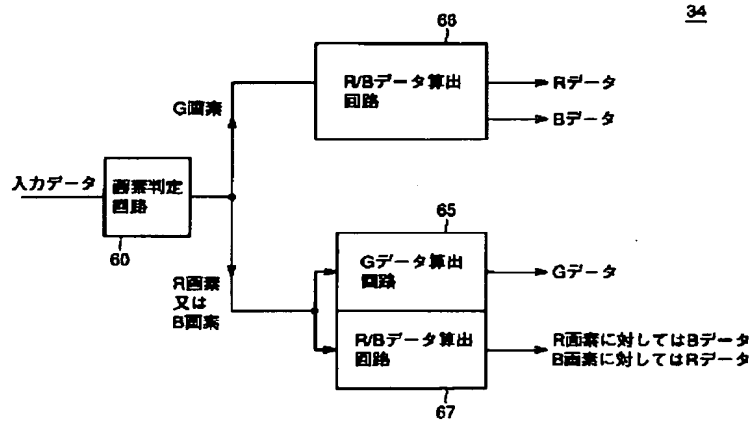 34
66
R/Bデータ算出
回路
Rデータ
Bデータ
G画素
入力データ
画素判定
回路
60
R画素
又は
B画素
65
Gデータ算出
回路
Gデータ
R/Bデータ算出
回路
R画素に対してはBデータ
B画素に対してはRデータ
67